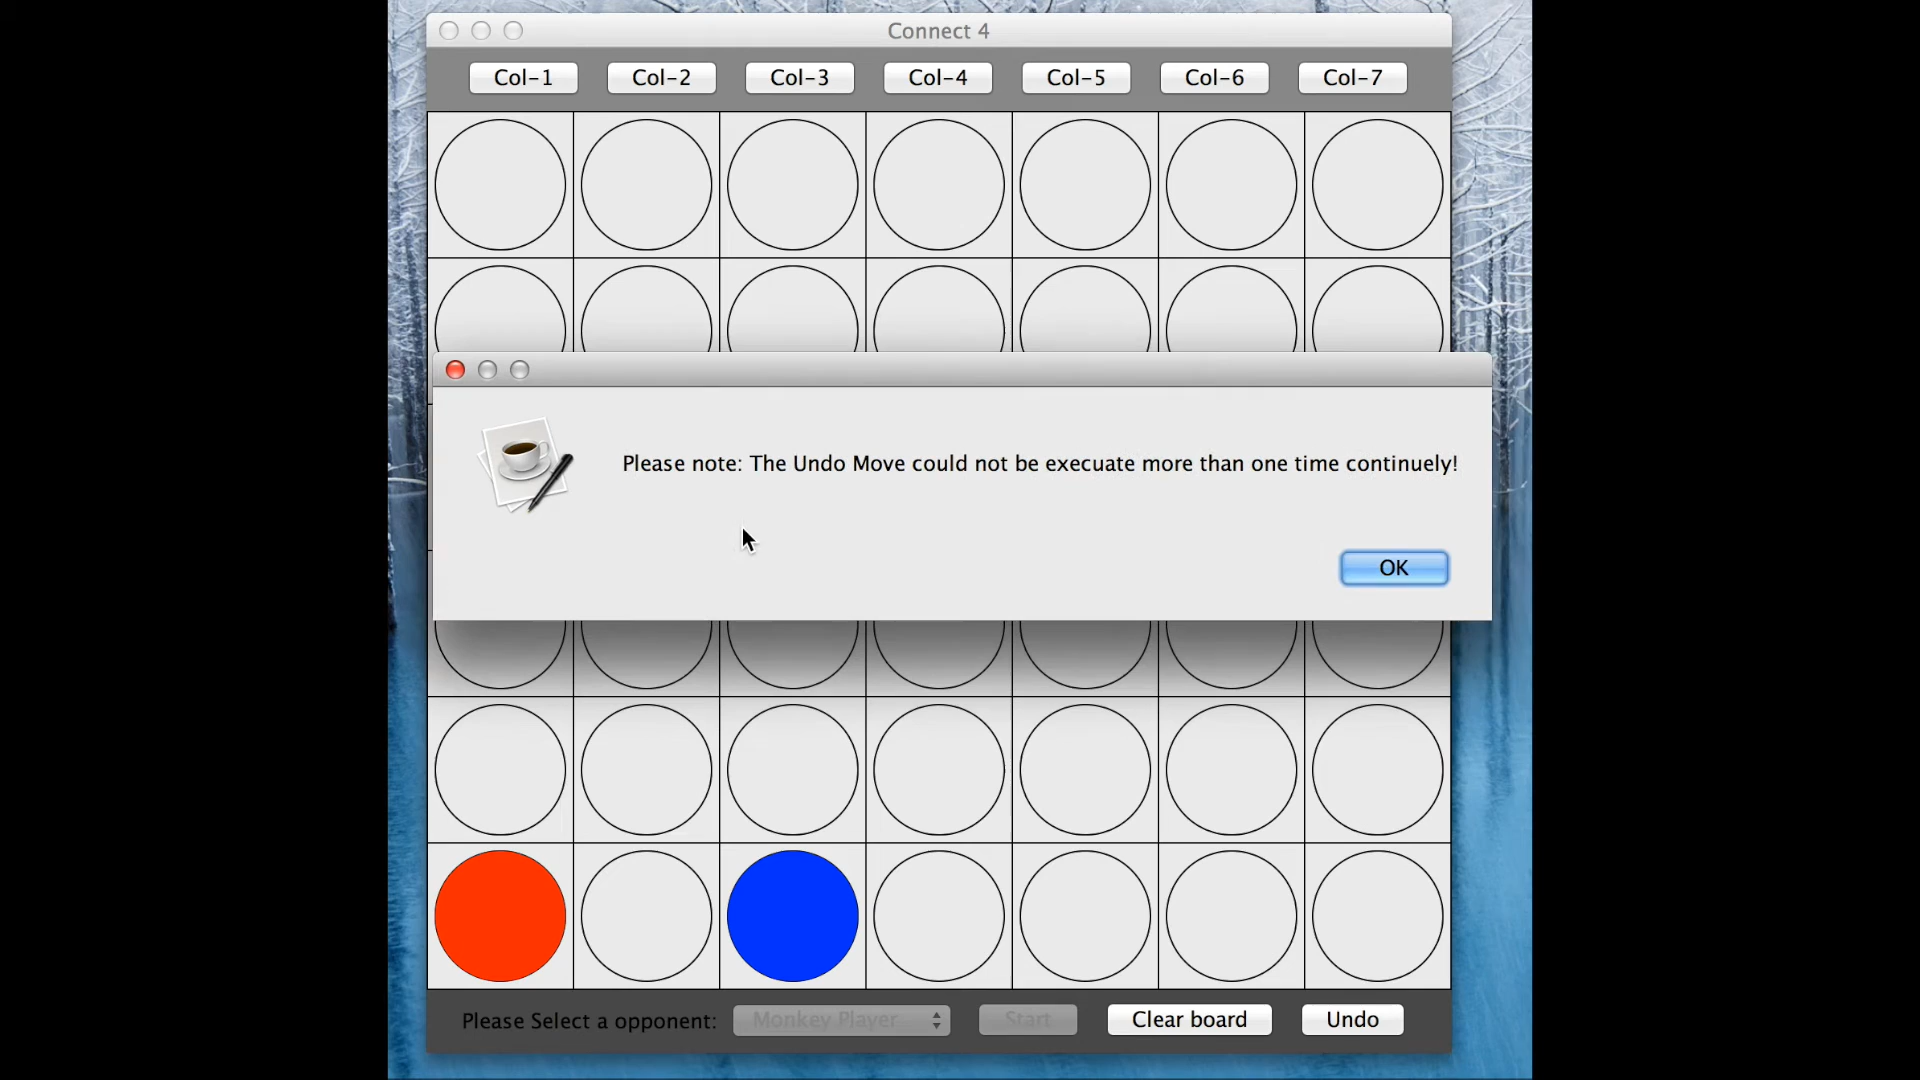 Connect 4
Col-1 Col-2 Col-3 Col-4 Col-5 Col-6 Col-7
Please note: The Undo Move could not be execuate more than one time continuely!
OK
Please Select a opponent: Monkey Player Start Clear board Undo